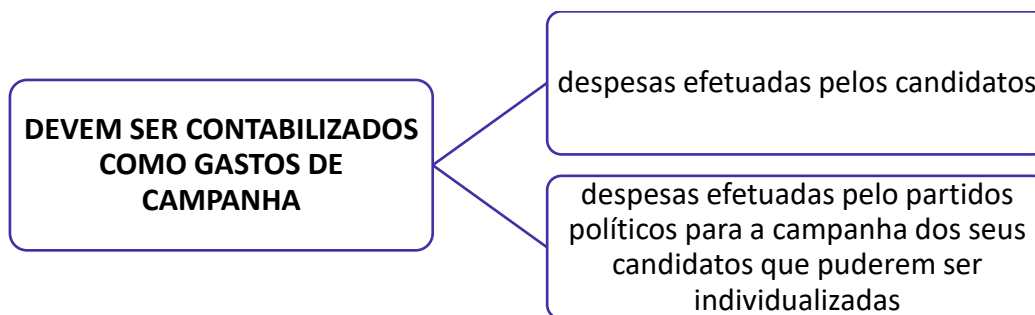 DEVEM SER CONTABILIZADOS
COMO GASTOS DE
CAMPANHA
despesas efetuadas pelos candidatos
despesas efetuadas pelo partidos
políticos para a campanha dos seus
candidatos que puderem ser
individualizadas